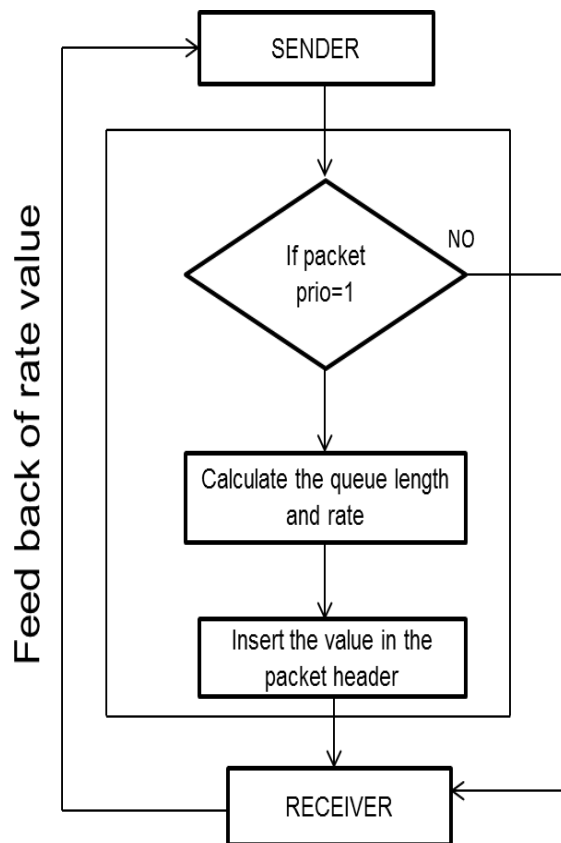 SENDER
If packet
prio=1
NO
Calculate the queue length
and rate
Insert the value in the
packet header
RECEIVER
Feed back of rate value